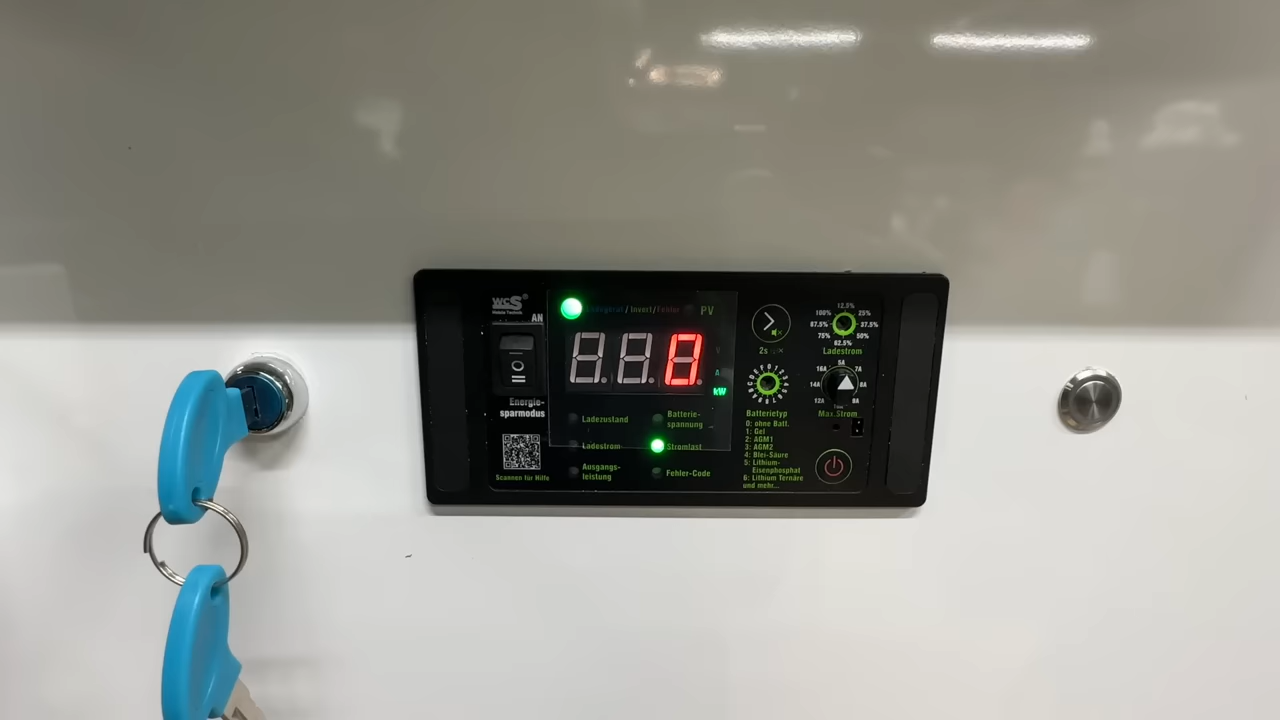 WCS®
Mobile Technik
AN
Energie-
sparmodus
Scannen für Hilfe
/ Invert/Fehler
PV
0
V
A
kW
Ladezustand
Batterie-
spannung
Ladestrom
Stromlast
Ausgangs-
leistung
Fehler-Code
2s
Batterietyp
0: ohne Batt.
1: Gel
2: AGM1
3: AGM2
4: Blei-Säure
5: Lithium-
Eisenphosphat
6: Lithium Ternäre
und mehr...
12.5%
100%
25%
87.5%
37.5%
75%
50%
62.5%
Ladestrom
5A
16A
7A
14A
6A
12A
8A
Max.Strom